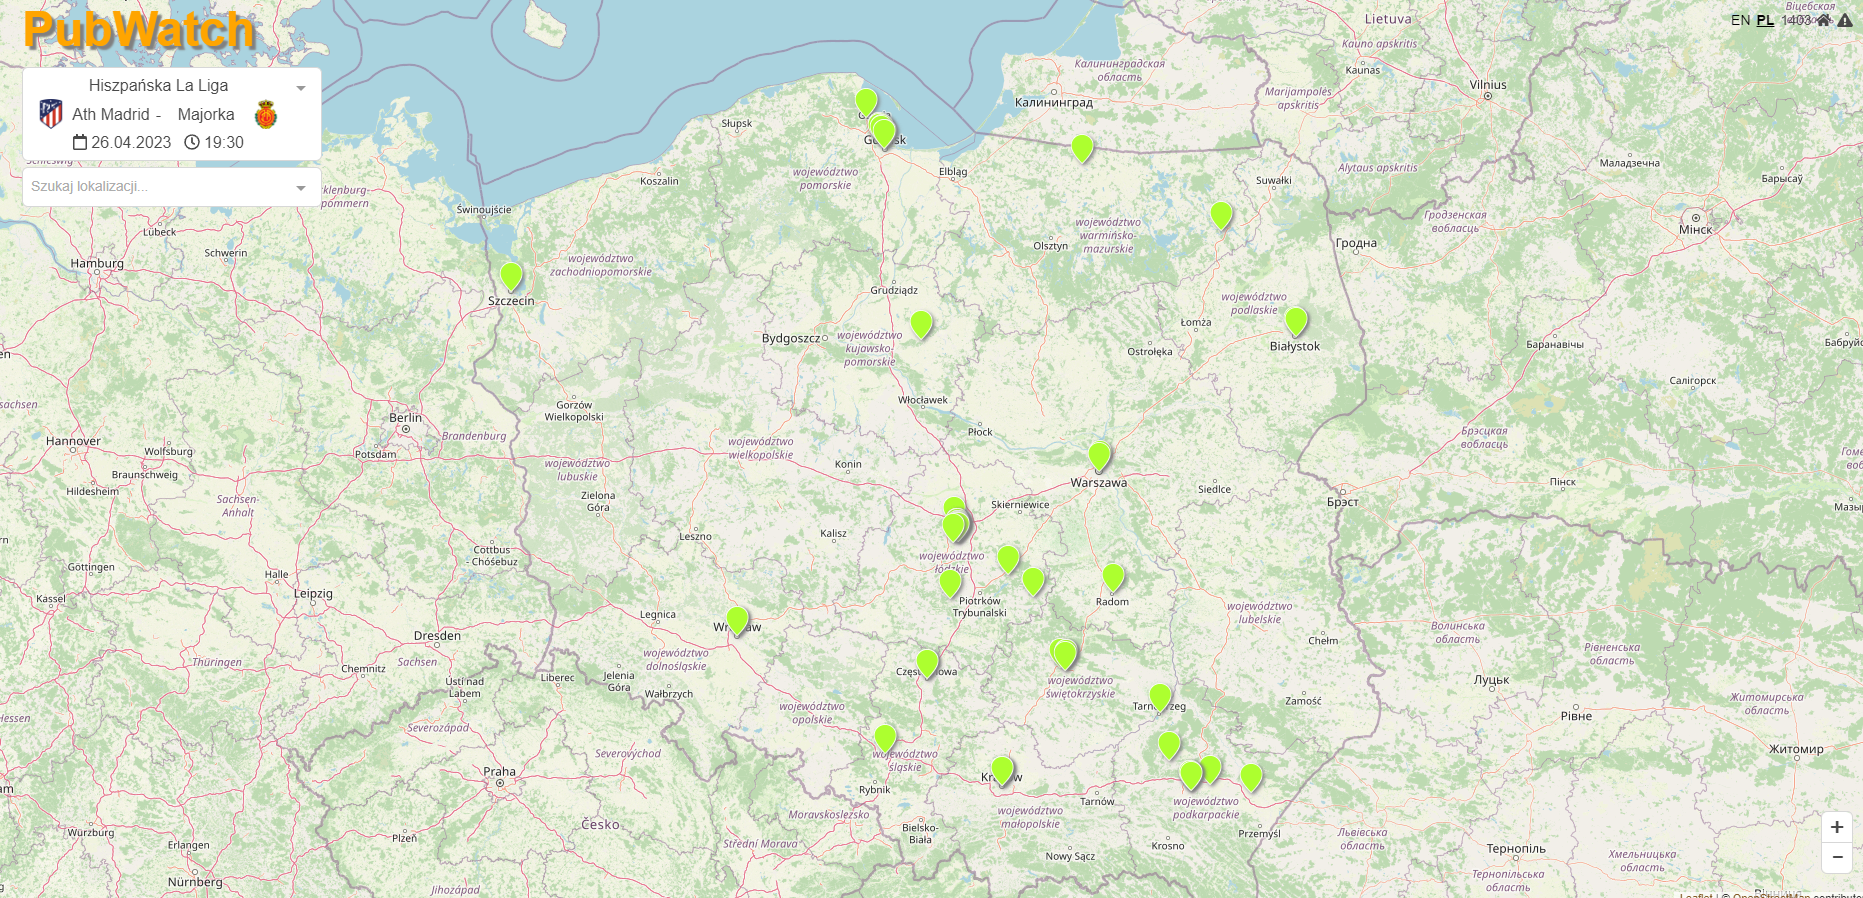 PubWatch
EN PL 1403
Hiszpańska La Liga
Ath Madrid - Majorka
26.04.2023 19:30
Szukaj lokalizacji...
Lietuva
Kauno apskritis
Kaunas
Vilnius
Калининградская
область
Калининград
Marijampolės
apskritis
Alytaus apskritis
Маладзечна
Барысаў
Słupsk
Koszalin
województwo
pomorskie
Elbląg
Suwałki
Świnoujście
Lübeck
Schwerin
Hamburg
województwo
zachodniopomorskie
Szczecin
Olsztyn
województwo
warmińsko-
mazurskie
Гродзенская
вобласць
Гродна
Мінск
Grudziądz
województwo
podlaskie
Łomża
Białystok
Ostrołęka
Bydgoszcz
województwo
kujawsko-
pomorskie
Баранавічы
Салігорск
Włocławek
Gorzów
Wielkopolski
Berlin
Brandenburg
Potsdam
Hannover
Wolfsburg
Braunschweig
Hildesheim
Sachsen-
Anhalt
Płock
województwo
wielkopolskie
Konin
województwo
lubuskie
Zielona
Góra
Warszawa
Siedlce
Брэсцкая
вобласць
Брэст
Пінск
Skierniewice
Leszno
Kalisz
Cottbus
- Chóśebuz
Göttingen
Halle
Kassel
Leipzig
województwo
łódzkie
Piotrków
Trybunalski
Radom
województwo
lubelskie
Chełm
Волинська
область
Рівненська
область
Legnica
województwo
dolnośląskie
Dresden
Sachsen
Thüringen
Chemnitz
Ústí nad
Labem
Liberec
Jelenia
Góra
Wałbrzych
województwo
opolskie
województwo
świętokrzyskie
Zamość
Луцьк
Рівне
Житомирська
область
Житомир
Severozápad
Severovýchod
Praha
województwo
śląskie
Rybnik
Tarnów
województwo
małopolskie
województwo
podkarpackie
Przemyśl
Львівська
область
Тернопіль
Тернопільська
область
Хмельницька
область
Česko
Plzeň
Moravskoslezsko
Střední Morava
Bielsko-
Biała
Nowy Sącz
Krosno
Würzburg
Erlangen
Nürnberg
Jihozápad
+
−
Leaflet | © OpenStreetMap